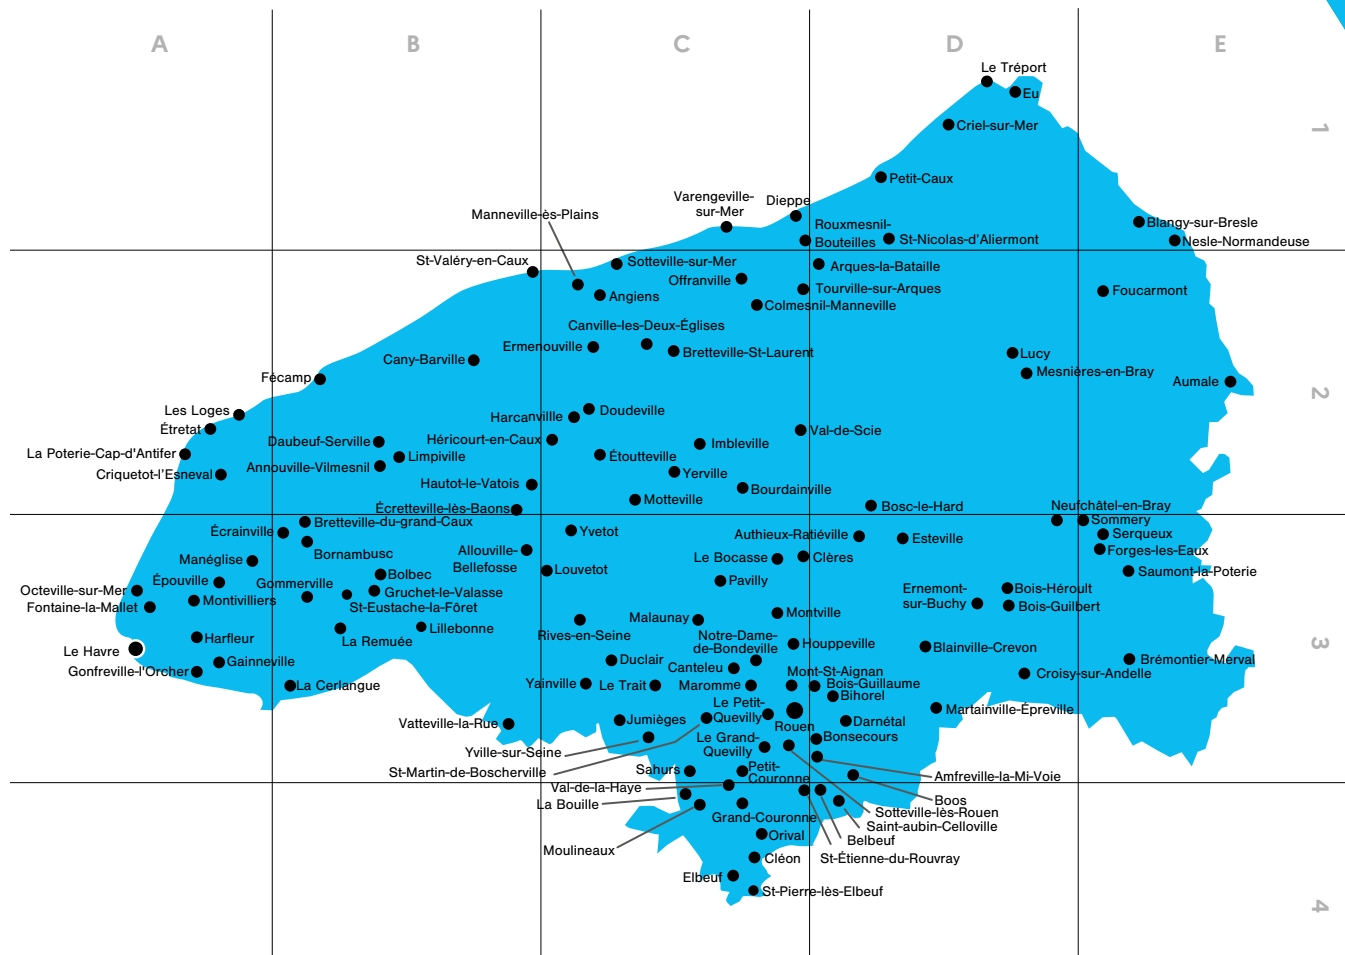 A
B
C
D
E
Le Tréport
Eu
1
Criel-sur-Mer
Petit-Caux
Varengeville-
sur-Mer
Dieppe
Manneville-ès-Plains
Rouxmesnil-
Bouteilles
St-Nicolas-d'Aliermont
Blangy-sur-Bresle
Nesle-Normandeuse
St-Valéry-en-Caux
Sotteville-sur-Mer
Arques-la-Bataille
Offranville
Tourville-sur-Arques
Foucarmont
Angiens
Colmesnil-Manneville
Canville-les-Deux-Églises
Ermenouville
Bretteville-St-Laurent
Lucy
Cany-Barville
Mesnières-en-Bray
Fécamp
Aumale
2
Les Loges
Étretat
Harcanvillle
Doudeville
Daubeuf-Serville
Héricourt-en-Caux
Imbleville
Val-de-Scie
La Poterie-Cap-d'Antifer
Limpiville
Étoutteville
Criquetot-l'Esneval
Annouville-Vilmesnil
Yerville
Hautot-le-Vatois
Bourdainville
Motteville
Écretteville-lès-Baons
Bosc-le-Hard
Neufchâtel-en-Bray
Bretteville-du-grand-Caux
Sommery
Écrainville
Yvetot
Authieux-Ratiéville
Esteville
Serqueux
Bornambusc
Allouville-
Bellefosse
Forges-les-Eaux
Manéglise
Le Bocasse
Clères
Louvetot
Saumont-la-Poterie
Épouville
Gommerville
Bolbec
Pavilly
Octeville-sur-Mer
Gruchet-le-Valasse
Ernemont-
sur-Buchy
Bois-Héroult
Fontaine-la-Mallet
Montivilliers
St-Eustache-la-Fôret
Bois-Guilbert
Montville
Malaunay
La Remuée
Lillebonne
Rives-en-Seine
Notre-Dame-
de-Bondeville
Houppeville
3
Harfleur
Le Havre
Blainville-Crevon
Gainneville
Duclair
Brémontier-Merval
Gonfreville-l'Orcher
Canteleu
Mont-St-Aignan
Croisy-sur-Andelle
La Cerlangue
Yainville
Le Trait
Maromme
Bois-Guillaume
Bihorel
Le Petit-
Quevilly
Martainville-Épreville
Vatteville-la-Rue
Jumièges
Rouen
Darnétal
Yville-sur-Seine
Le Grand-
Quevilly
Bonsecours
St-Martin-de-Boscherville
Sahurs
Petit-
Couronne
Amfreville-la-Mi-Voie
Val-de-la-Haye
La Bouille
Boos
Grand-Couronne
Sotteville-lès-Rouen
Saint-aubin-Celloville
Orival
Belbeuf
Moulineaux
Cléon
St-Étienne-du-Rouvray
Elbeuf
St-Pierre-lès-Elbeuf
4